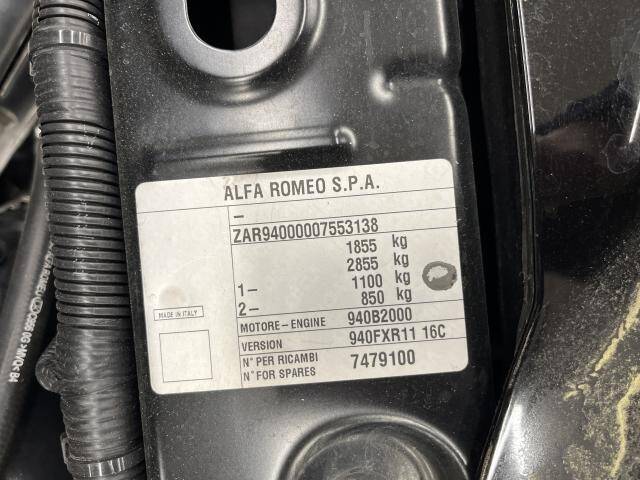 ALFA ROMEO S.P.A.
–
ZAR94000007553138
1855 kg
2855 kg
1– 1100 kg
2– 850 kg
MADE IN ITALY
MOTORE–ENGINE 940B2000
VERSION 940FXR11 16C
N° PER RICAMBI
N° FOR SPARES 7479100